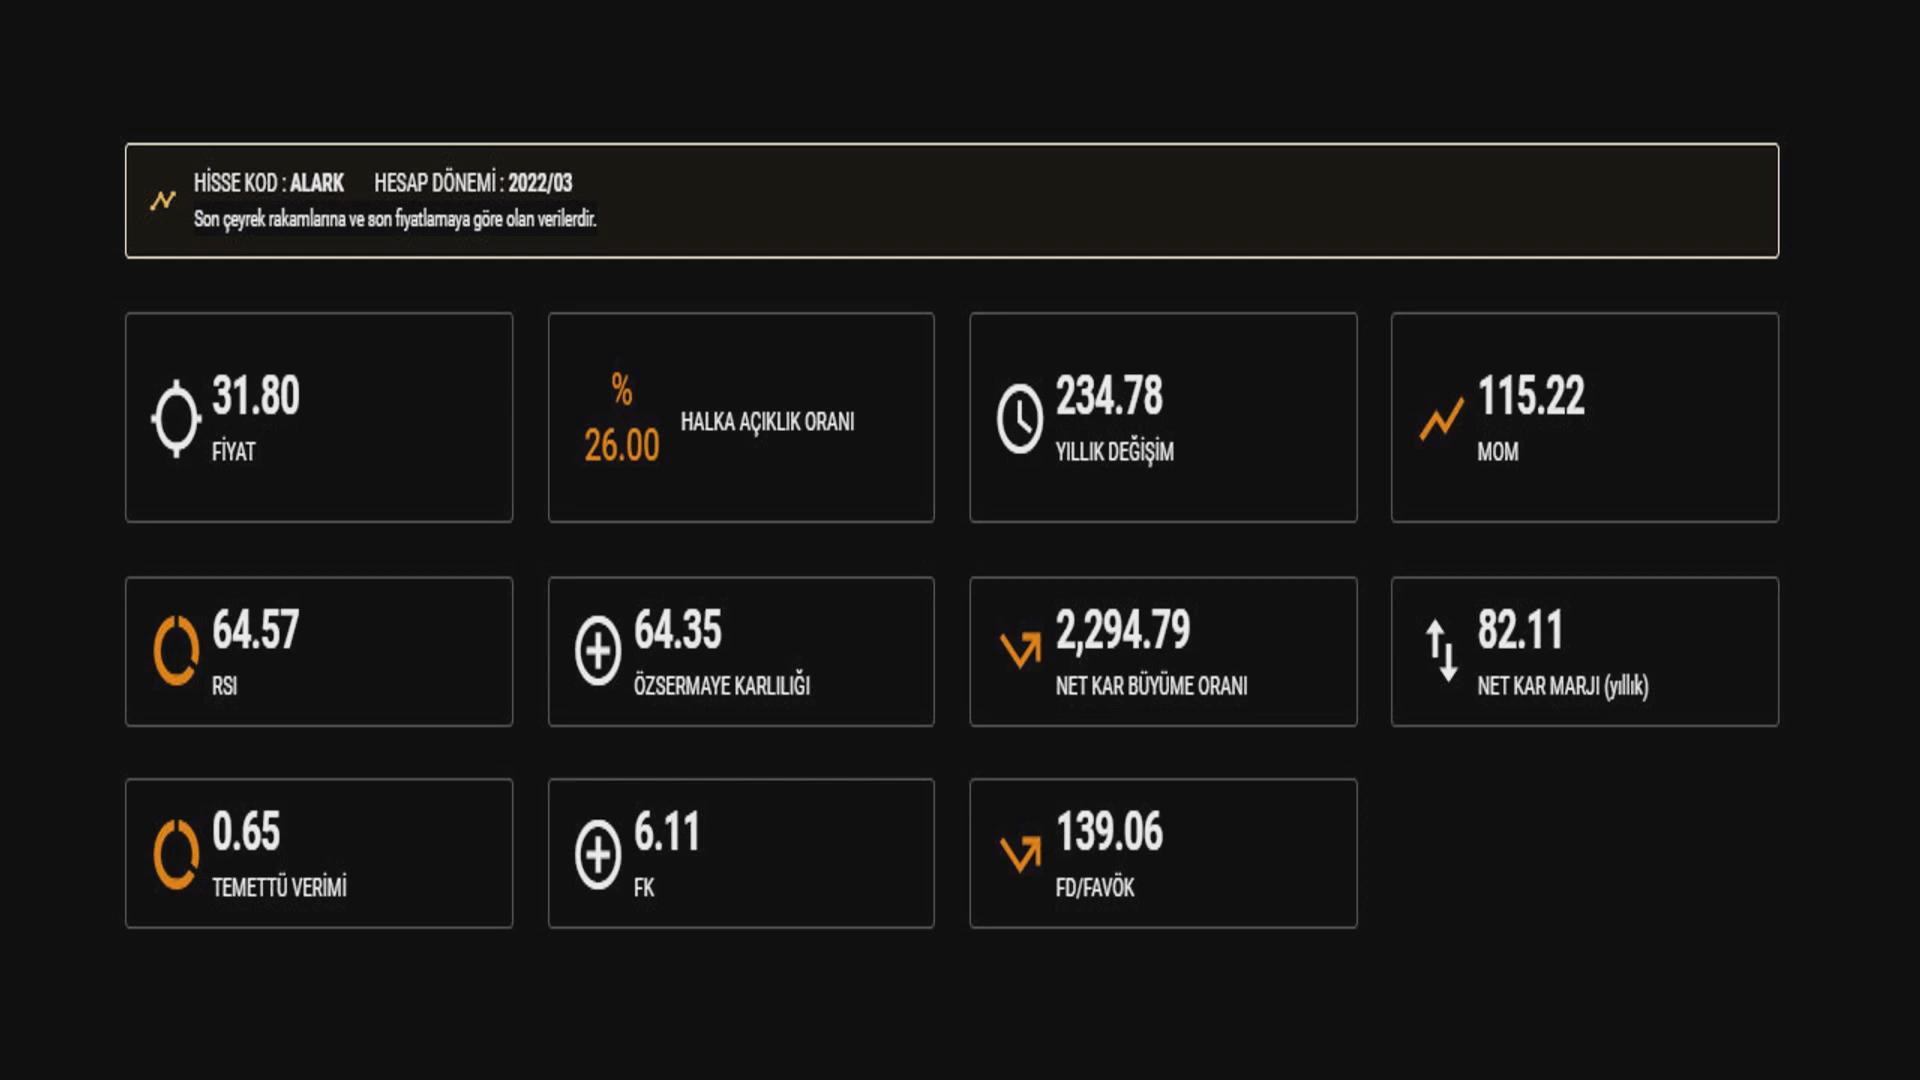 HİSSE KOD : ALARK HESAP DÖNEMİ : 2022/03
Son çeyrek rakamlarına ve son fiyatlamaya göre olan verilerdir.
31.80
FİYAT
%
26.00
HALKA AÇIKLIK ORANI
234.78
YILLIK DEĞİŞİM
115.22
MOM
64.57
RSI
64.35
ÖZSERMAYE KARLILIĞI
2,294.79
NET KAR BÜYÜME ORANI
82.11
NET KAR MARJI (yıllık)
0.65
TEMETTÜ VERİMİ
6.11
FK
139.06
FD/FAVÖK